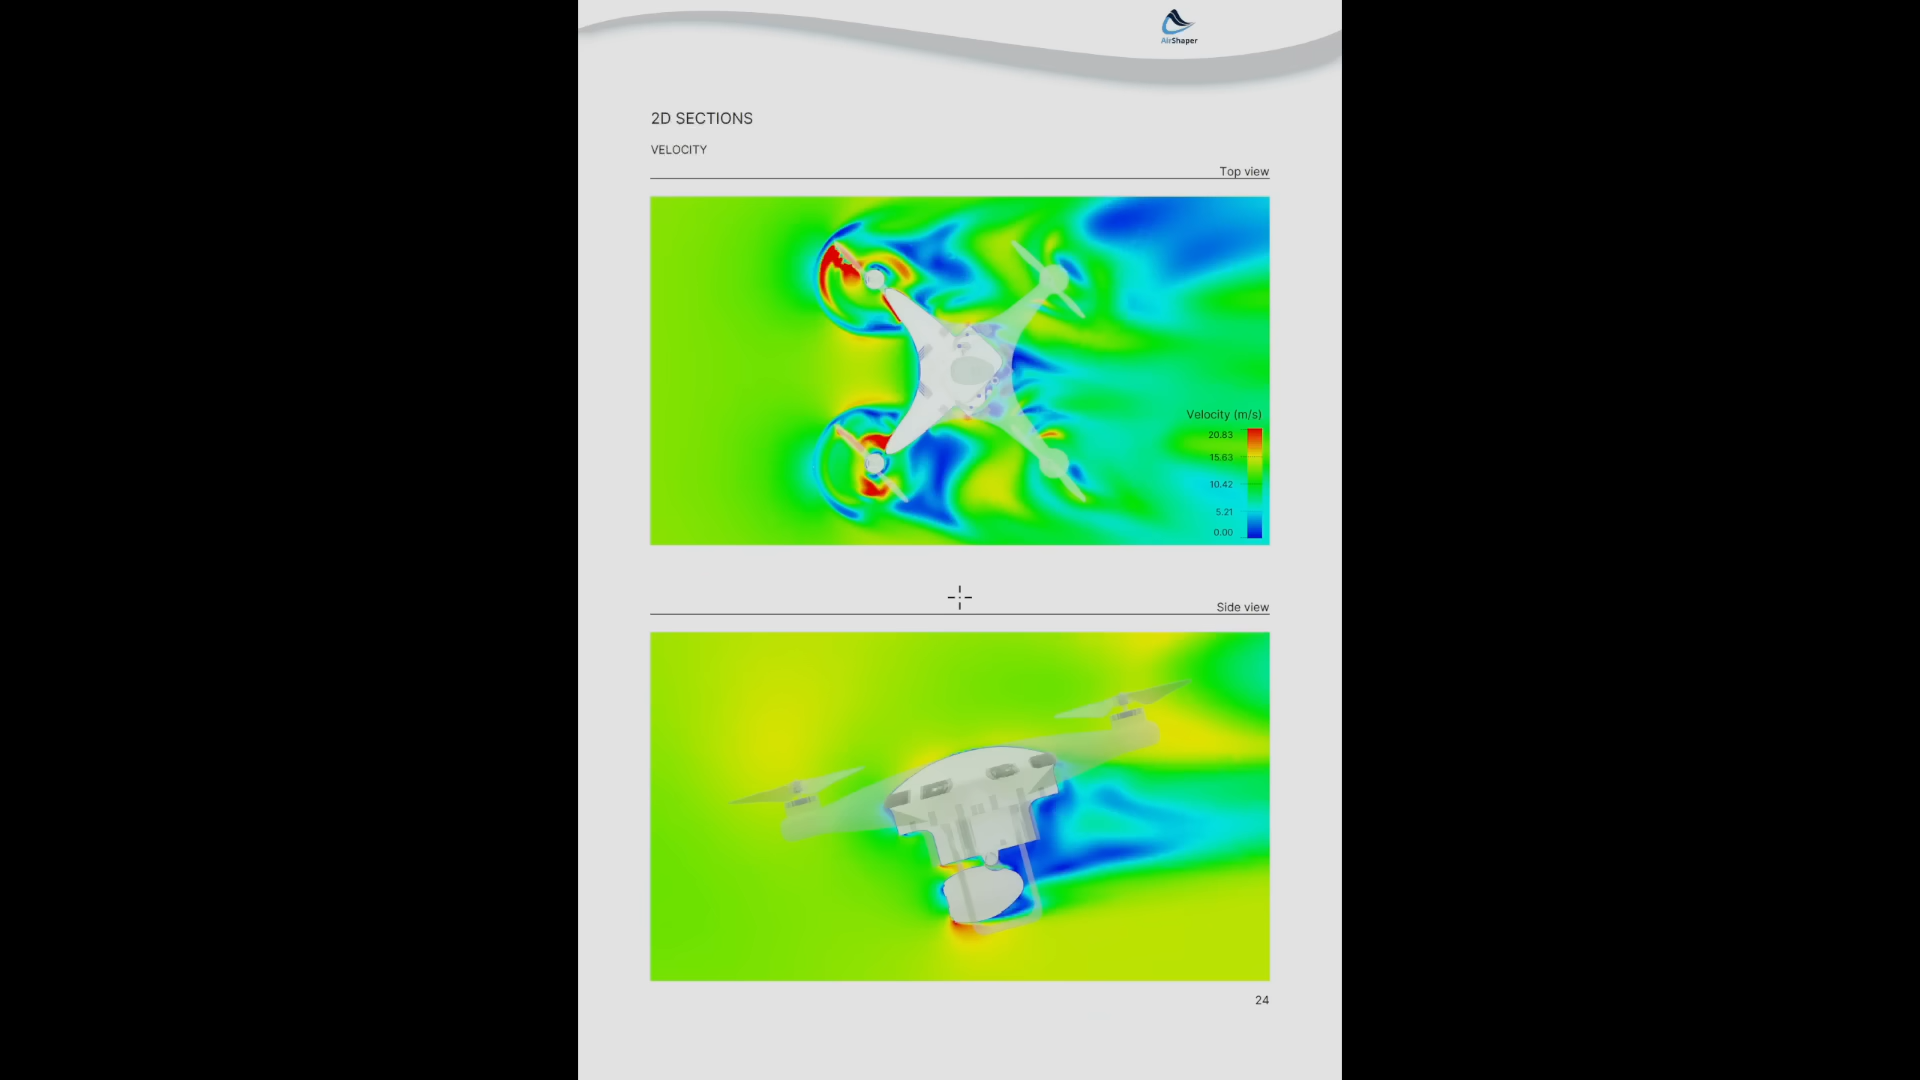 AirShaper
2D SECTIONS
VELOCITY
Top view
Velocity (m/s)
20.83
15.63
10.42
5.21
0.00
Side view
24